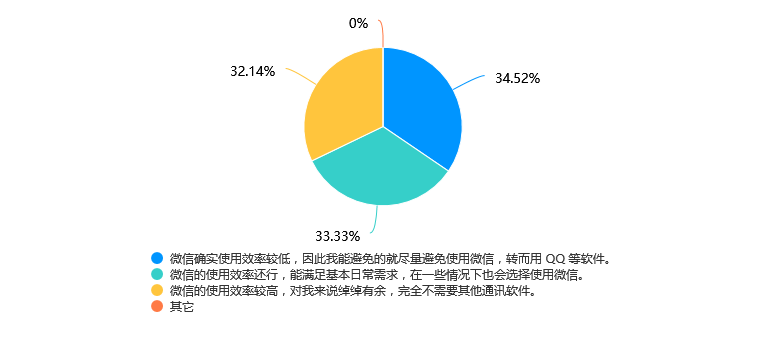 0%
32.14%
34.52%
33.33%
微信确实使用效率较低，因此我能避免的就尽量避免使用微信，转而用 QQ 等软件。
微信的使用效率还行，能满足基本日常需求，在一些情况下也会选择使用微信。
微信的使用效率较高，对我来说绰绰有余，完全不需要其他通讯软件。
其它